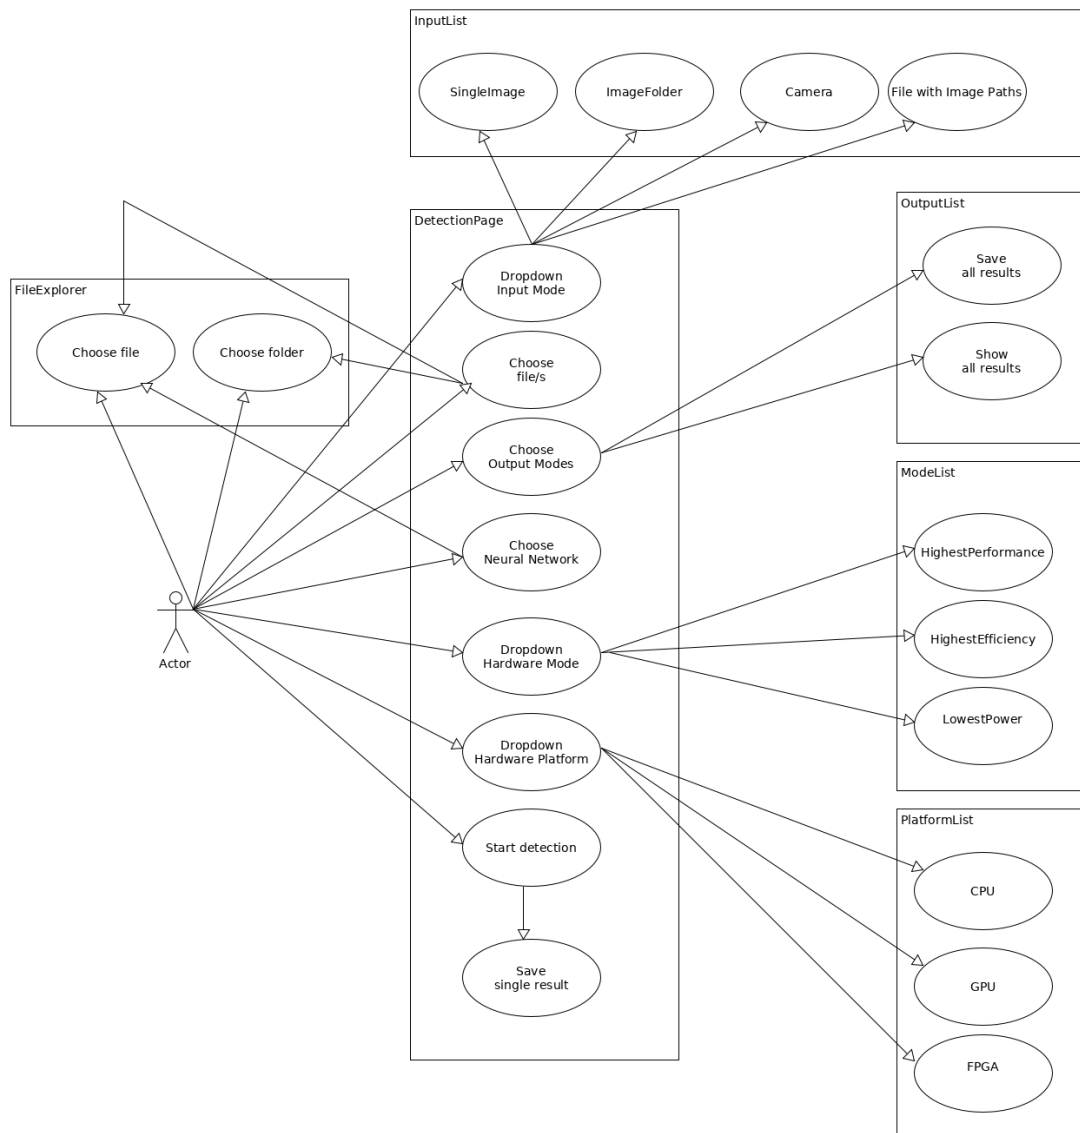 InputList
SingleImage
ImageFolder
Camera
File with Image Paths
OutputList
Save
all results
Show
all results
DetectionPage
Dropdown
Input Mode
Choose
file/s
Choose
Output Modes
Choose
Neural Network
Dropdown
Hardware Mode
Dropdown
Hardware Platform
Start detection
Save
single result
FileExplorer
Choose file
Choose folder
Actor
ModeList
HighestPerformance
HighestEfficiency
LowestPower
PlatformList
CPU
GPU
FPGA